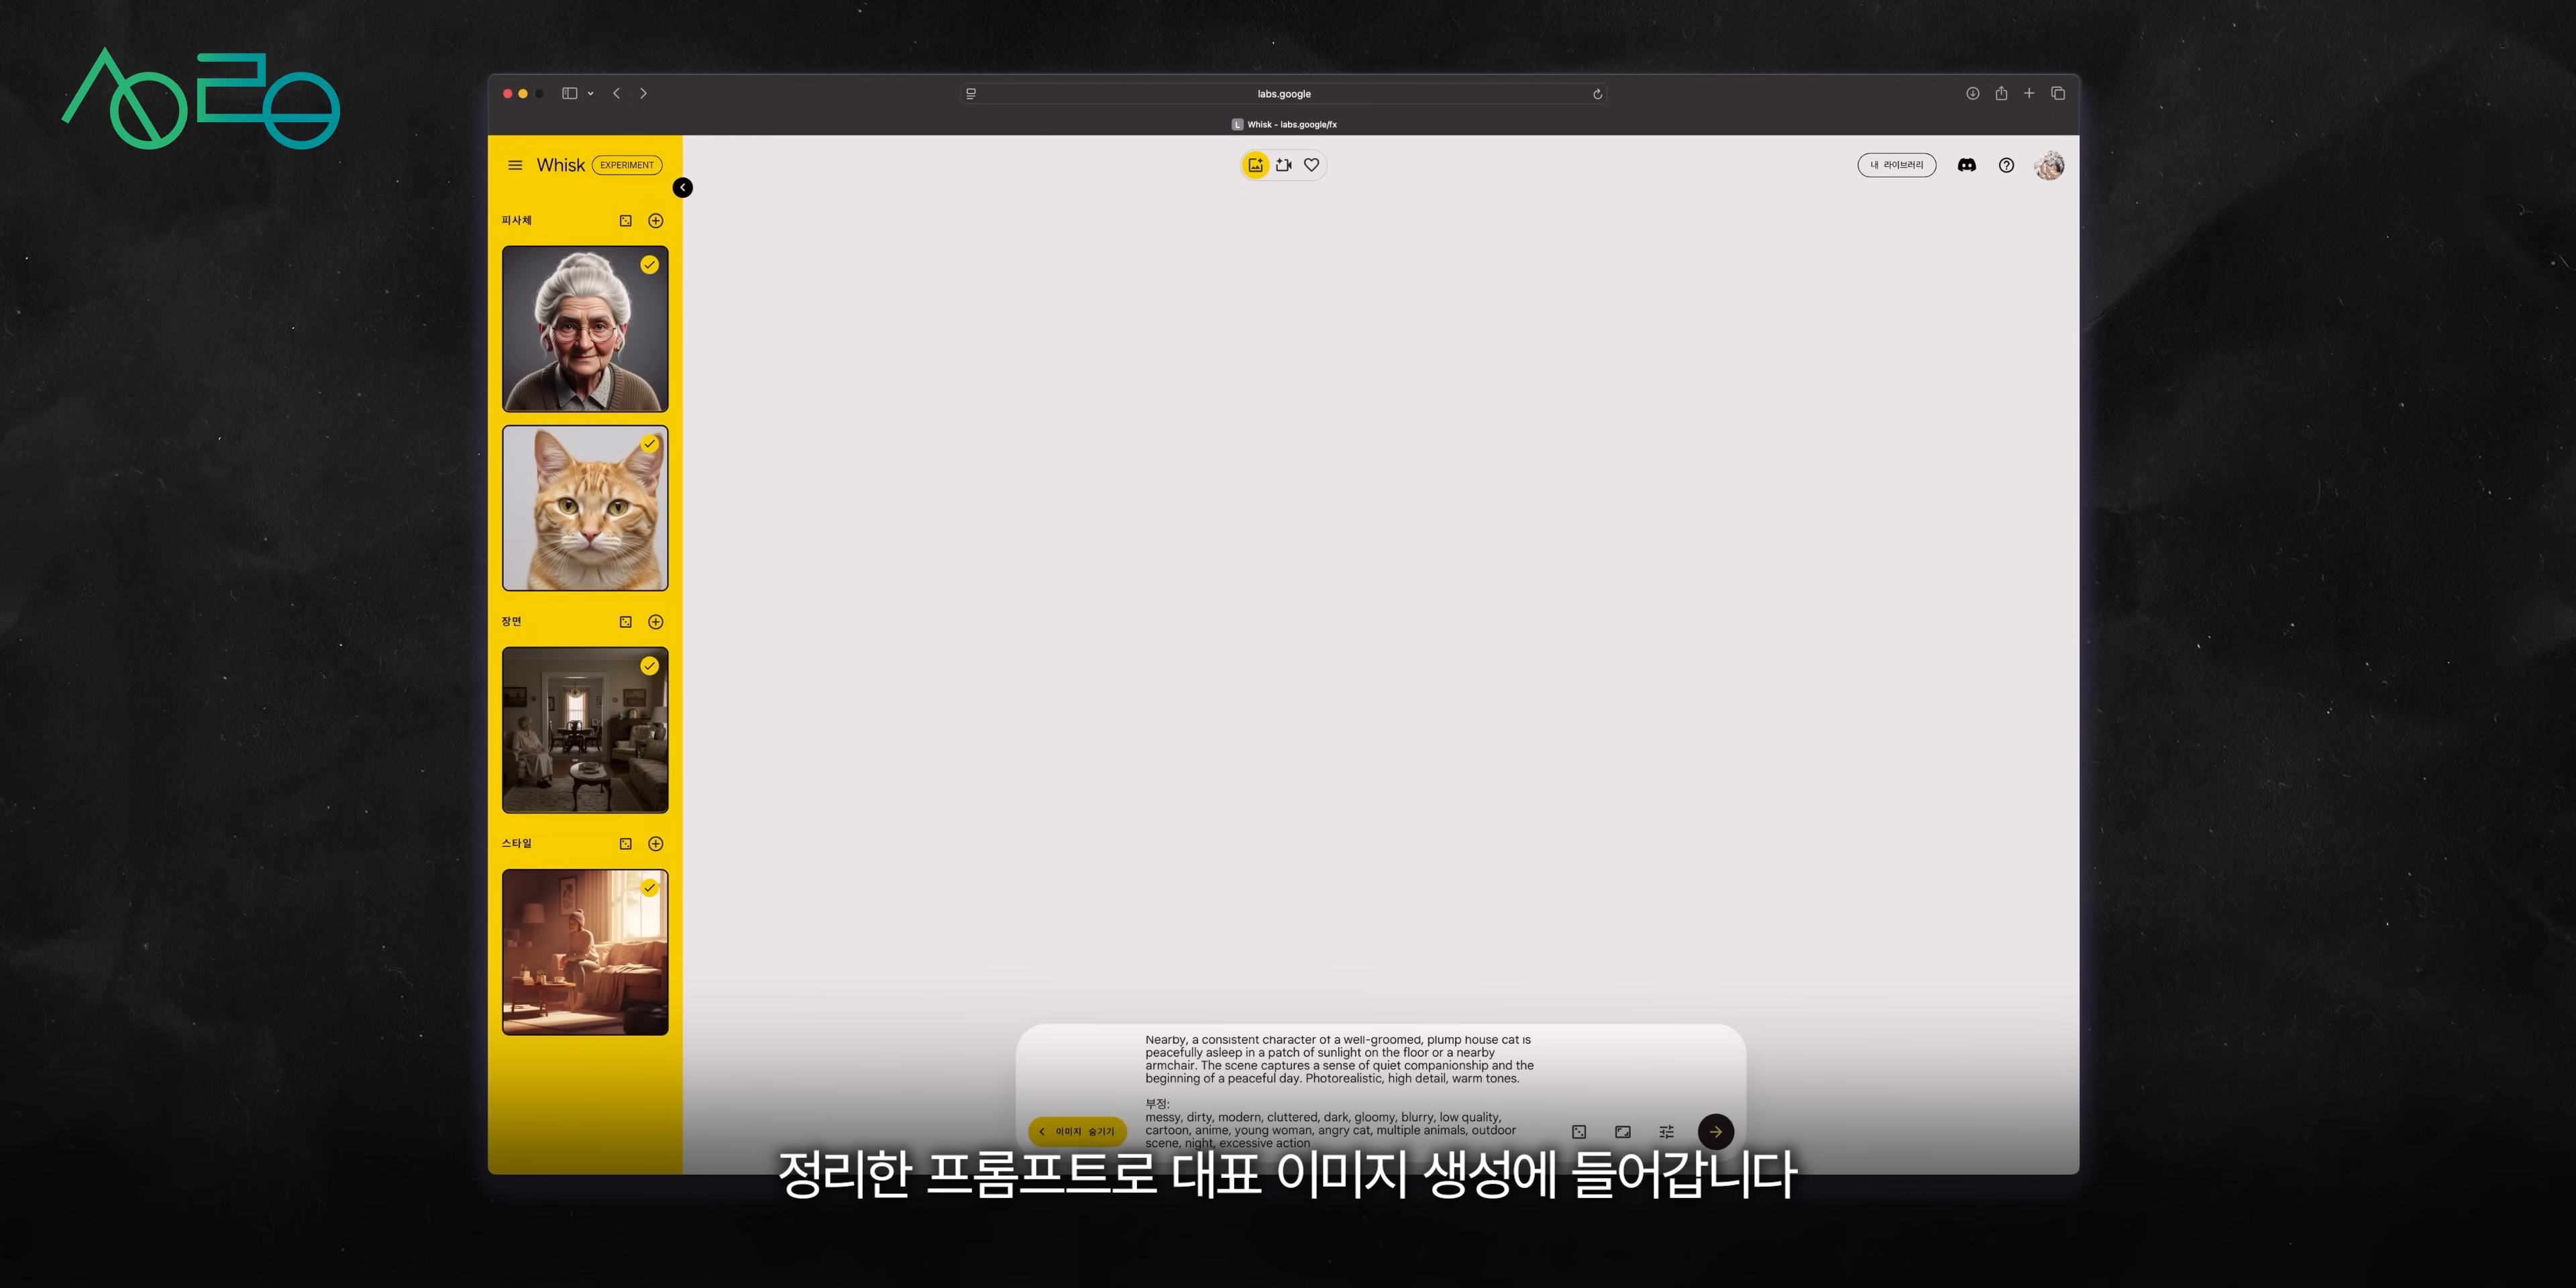 labs.google
L Whisk - labs.google/fx
Whisk EXPERIMENT
내 라이브러리
피사체
장면
스타일
Nearby, a consistent character of a well-groomed, plump house cat is
peacefully asleep in a patch of sunlight on the floor or a nearby
armchair. The scene captures a sense of quiet companionship and the
beginning of a peaceful day. Photorealistic, high detail, warm tones.
부정:
messy, dirty, modern, cluttered, dark, gloomy, blurry, low quality,
cartoon, anime, young woman, angry cat, multiple animals, outdoor
scene, night, excessive action
이미지 숨기기
정리한 프롬프트로 대표 이미지 생성에 들어갑니다